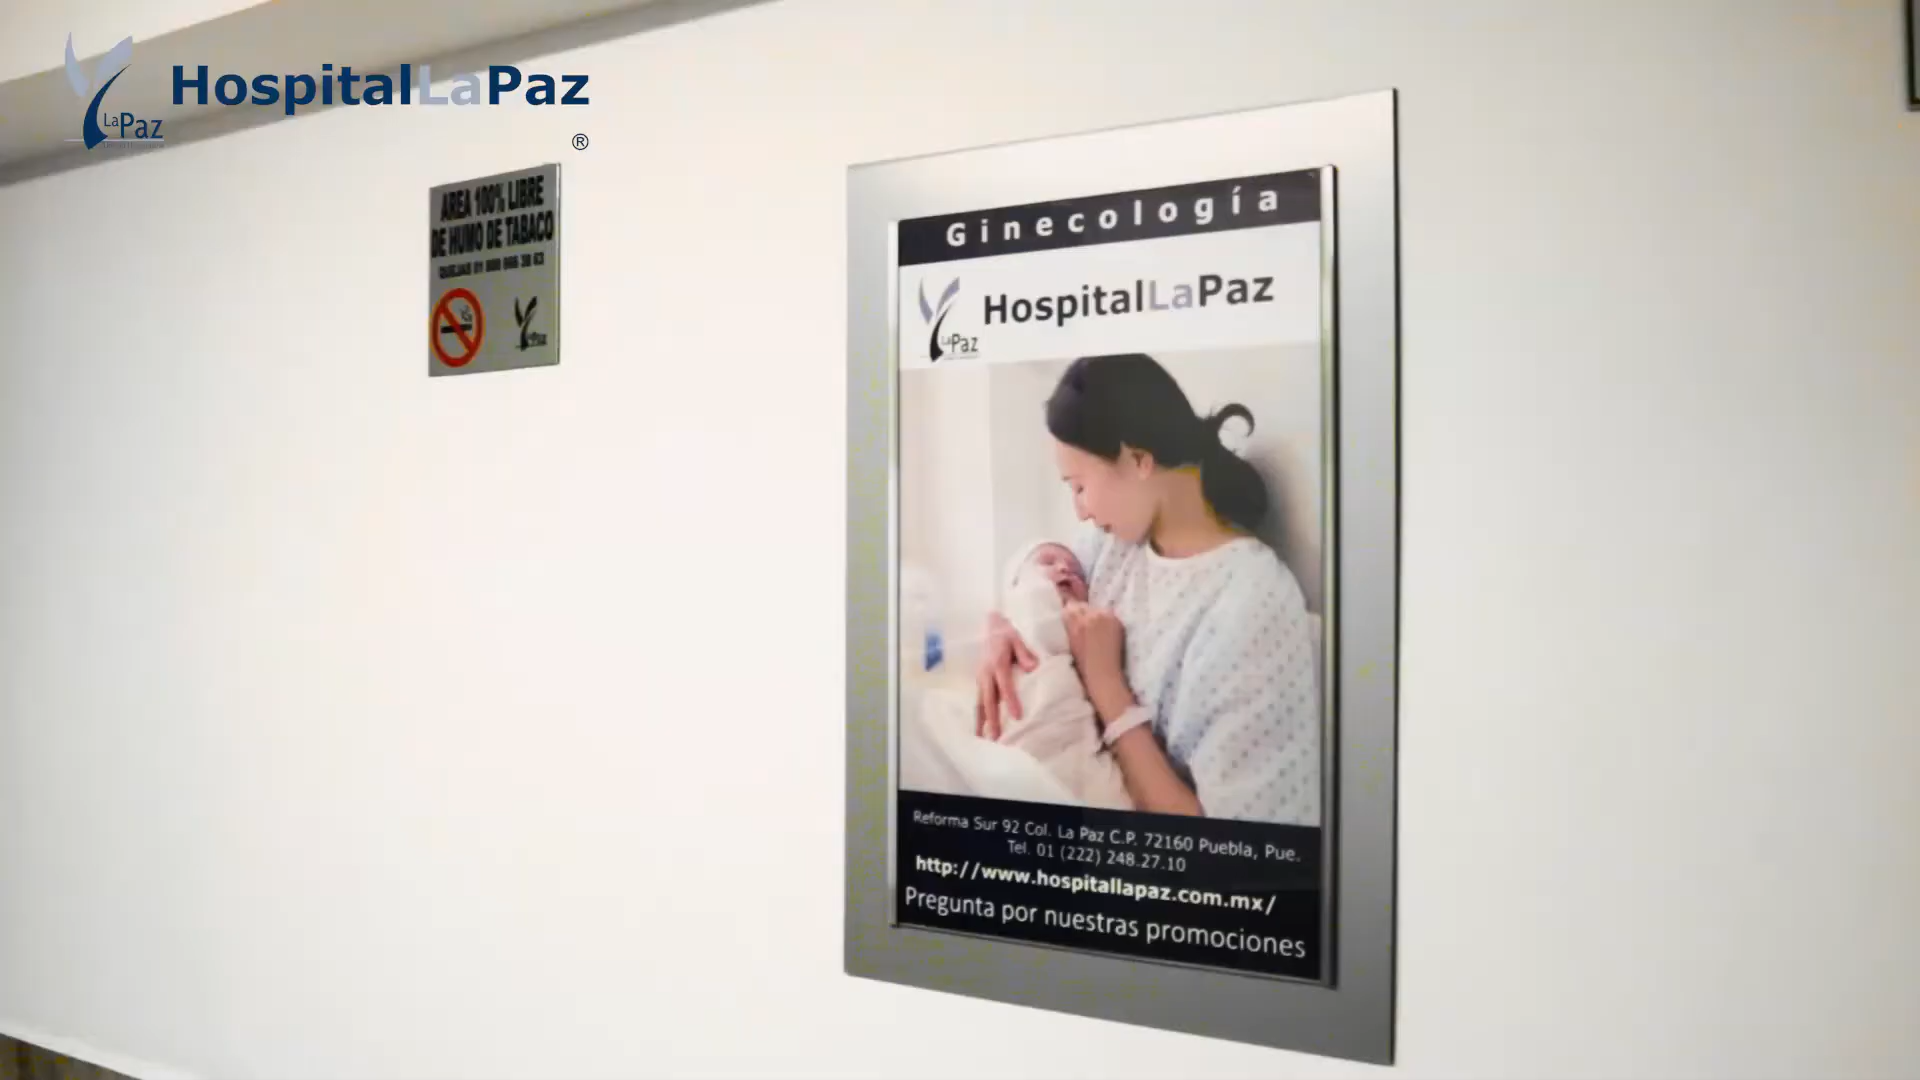 HospitalLaPaz
LaPaz
®
AREA 100% LIBRE
DE HUMO DE TABACO
LaPaz
Ginecología
HospitalLaPaz
LaPaz
Reforma Sur 92 Col. La Paz C.P. 72160 Puebla, Pue.
Tel. 01 (222) 248.27.10
http://www.hospitallapaz.com.mx/
Pregunta por nuestras promociones